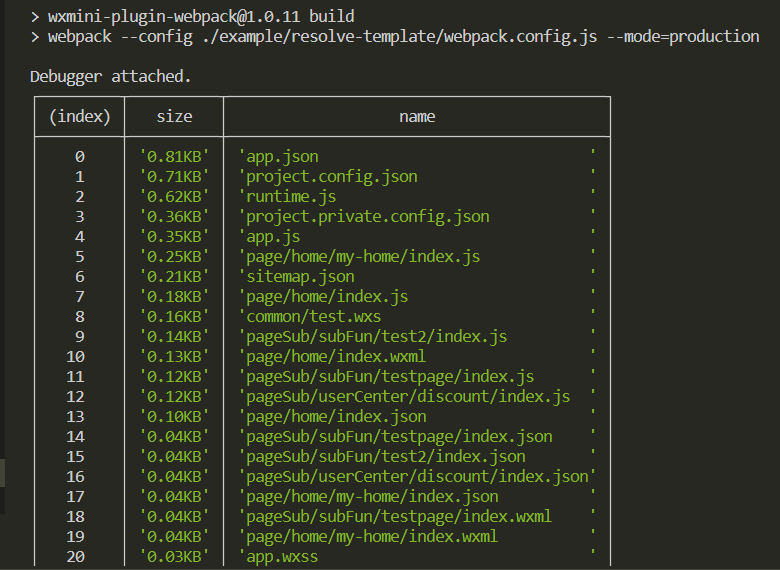 > wxmini-plugin-webpack@1.0.11 build
> webpack --config ./example/resolve-template/webpack.config.js --mode=production
Debugger attached.
(index) size name
0 '0.81KB' 'app.json '
1 '0.71KB' 'project.config.json '
2 '0.62KB' 'runtime.js '
3 '0.36KB' 'project.private.config.json '
4 '0.35KB' 'app.js '
5 '0.25KB' 'page/home/my-home/index.js '
6 '0.21KB' 'sitemap.json '
7 '0.18KB' 'page/home/index.js '
8 '0.16KB' 'common/test.wxs '
9 '0.14KB' 'pageSub/subFun/test2/index.js '
10 '0.13KB' 'page/home/index.wxml '
11 '0.12KB' 'pageSub/subFun/testpage/index.js '
12 '0.12KB' 'pageSub/userCenter/discount/index.js '
13 '0.10KB' 'page/home/index.json '
14 '0.04KB' 'pageSub/subFun/testpage/index.json '
15 '0.04KB' 'pageSub/subFun/test2/index.json '
16 '0.04KB' 'pageSub/userCenter/discount/index.json'
17 '0.04KB' 'page/home/my-home/index.json '
18 '0.04KB' 'pageSub/subFun/testpage/index.wxml '
19 '0.04KB' 'page/home/my-home/index.wxml '
20 '0.03KB' 'app.wxss '